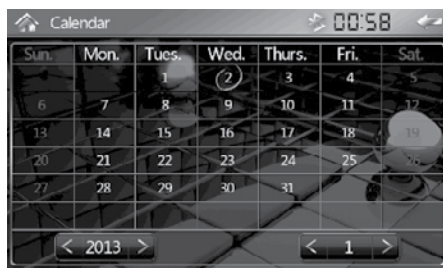 Calendar 00:58
Sun. Mon. Tues. Wed. Thurs. Fri. Sat.
1 2 3 4 5
6 7 8 9 10 11 12
13 14 15 16 17 18 19
20 21 22 23 24 25 26
27 28 29 30 31
< 2013 > < 1 >